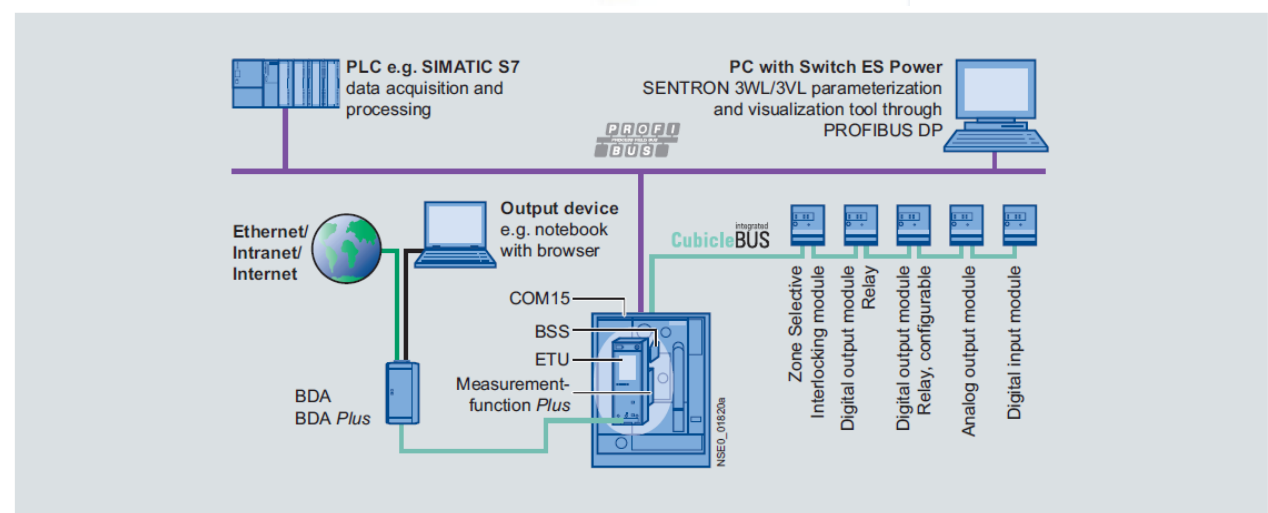 PLC e.g. SIMATIC S7
data acquisition and
processing
PC with Switch ES Power
SENTRON 3WL/3VL parameterization
and visualization tool through
PROFIBUS DP
PROFI
BUS
Ethernet/
Intranet/
Internet
Output device
e.g. notebook
with browser
integrated
CubicleBUS
COM15
BSS
ETU
Measurement-
function Plus
BDA
BDA Plus
NSE0_01820a
Zone Selective
Interlocking module
Digital output module
Relay
Digital output module
Relay, configurable
Analog output module
Digital input module